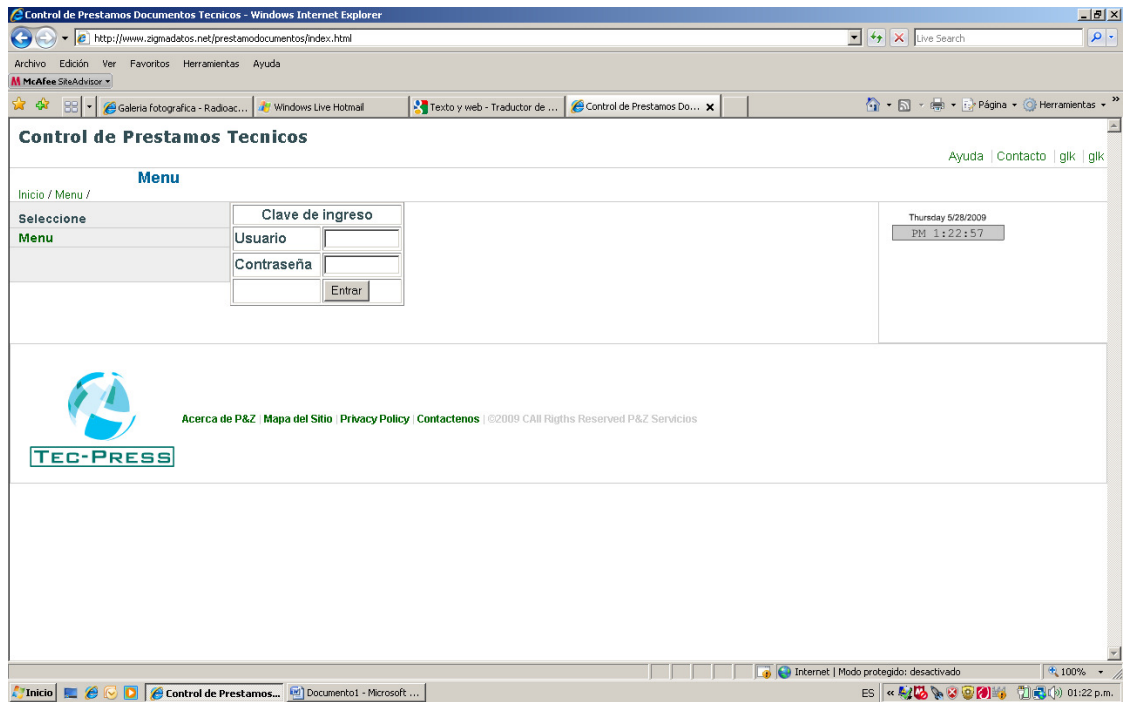 Control de Prestamos Documentos Tecnicos - Windows Internet Explorer
http://www.zigmadatos.net/prestamodocumentos/index.html
Live Search
Archivo Edición Ver Favoritos Herramientas Ayuda
McAfee SiteAdvisor
Galeria fotografica - Radioac... Windows Live Hotmail Texto y web - Traductor de ... Control de Prestamos Do... Página Herramientas
Control de Prestamos Tecnicos
Ayuda | Contacto | glk | glk
Menu
Inicio / Menu /
Seleccione
Menu
Clave de ingreso
Usuario
Contraseña
Entrar
Thursday 5/28/2009
PM 1:22:57
Acerca de P&Z | Mapa del Sitio | Privacy Policy | Contactenos | ©2009 CAll Rigths Reserved P&Z Servicios
TEC-PRESS
Internet | Modo protegido: desactivado 100%
Inicio Control de Prestamos... Documento1 - Microsoft ... ES 01:22 p.m.